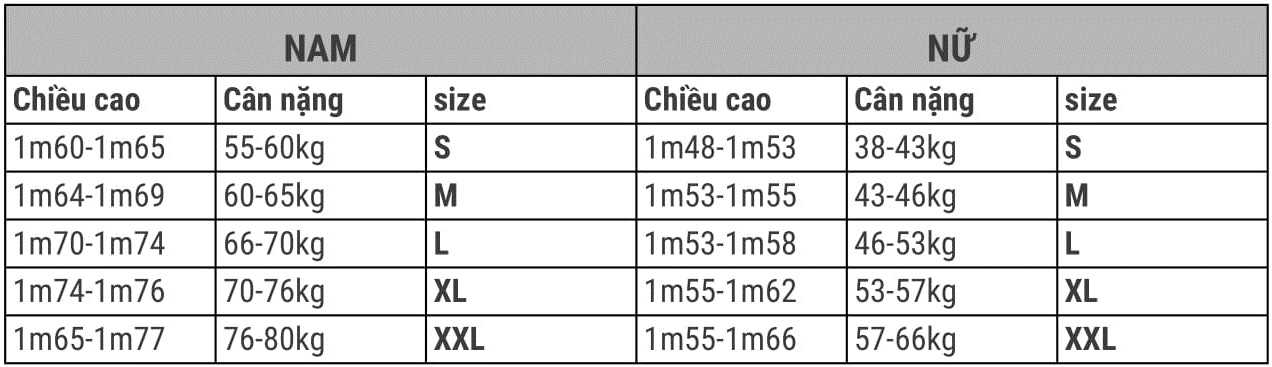 NAM NỮ
Chiều cao Cân nặng size Chiều cao Cân nặng size
1m60-1m65 55-60kg S 1m48-1m53 38-43kg S
1m64-1m69 60-65kg M 1m53-1m55 43-46kg M
1m70-1m74 66-70kg L 1m53-1m58 46-53kg L
1m74-1m76 70-76kg XL 1m55-1m62 53-57kg XL
1m65-1m77 76-80kg XXL 1m55-1m66 57-66kg XXL